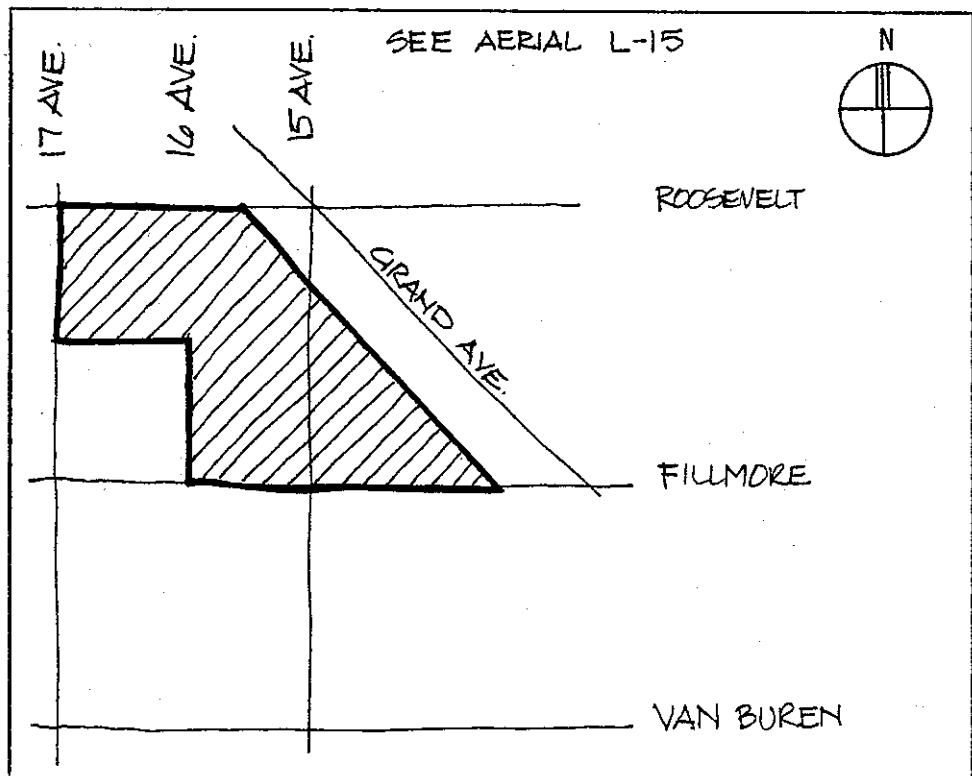 SEE AERIAL L-15
N
17 AVE.
16 AVE.
15 AVE.
ROOSEVELT
GRAND AVE.
FILLMORE
VAN BUREN